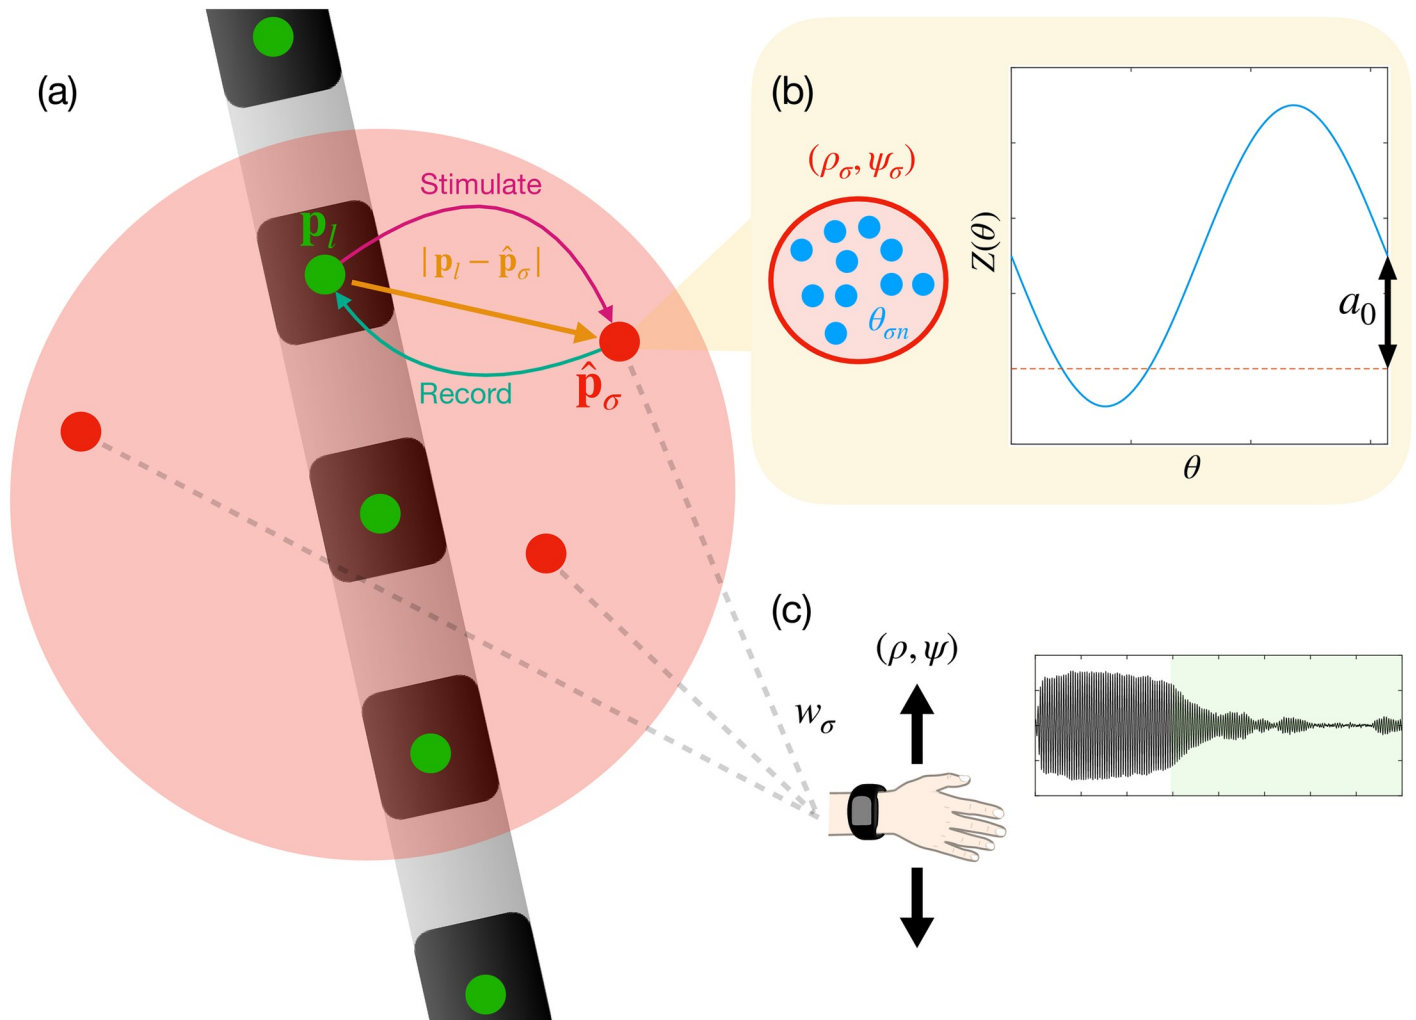 (a)
Stimulate
p_l
|p_l − p̂_σ|
Record
p̂_σ
(b)
(ρ_σ, ψ_σ)
θ_σn
Z(θ)
a_0
θ
(c)
(ρ, ψ)
w_σ